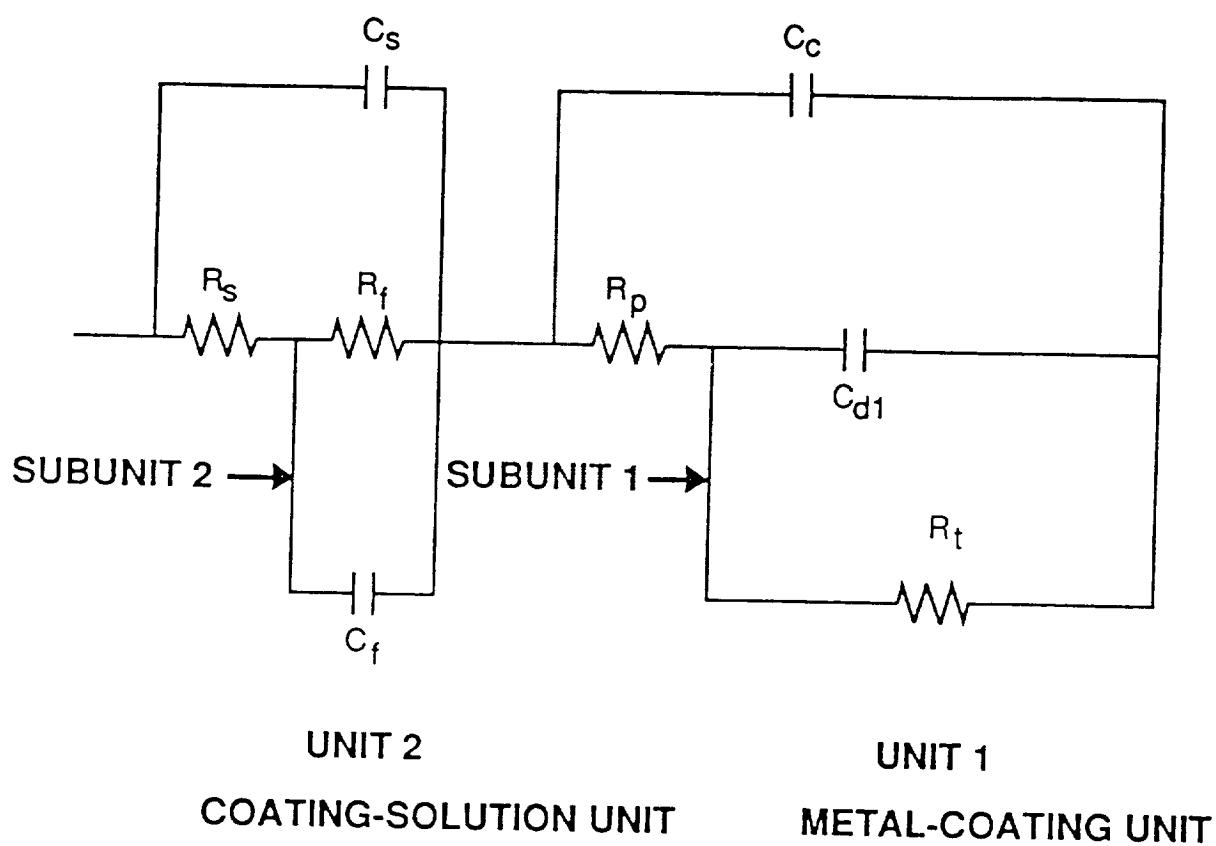 Cs
Cc
Rs
Rf
Rp
Cd1
SUBUNIT 2
SUBUNIT 1
Rt
Cf
UNIT 2
UNIT 1
COATING-SOLUTION UNIT
METAL-COATING UNIT